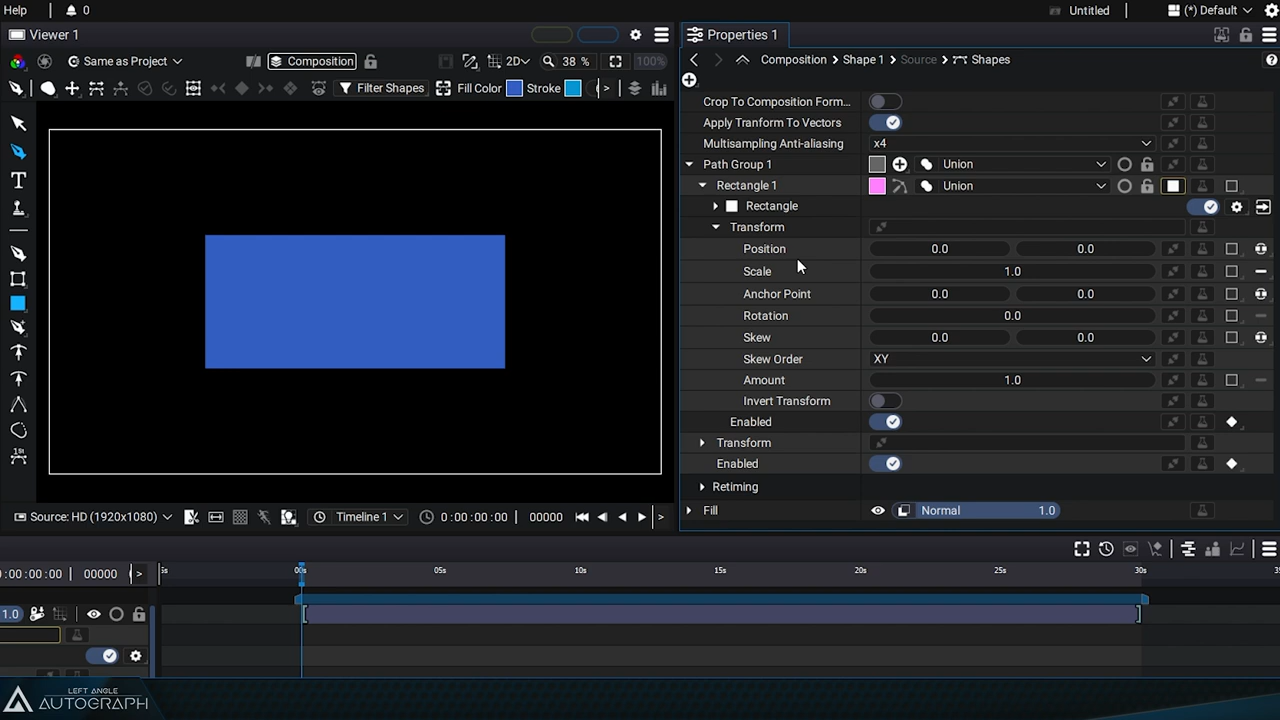 Help 0 Untitled (*) Default
Viewer 1
Properties 1
Same as Project Composition 2D 38 % 100%
Composition Shape 1 Source Shapes
Filter Shapes Fill Color Stroke
Crop To Composition Form...
Apply Tranform To Vectors
Multisampling Anti-aliasing x4
Path Group 1 Union
Rectangle 1 Union
Rectangle
Transform
Position 0.0 0.0
Scale 1.0
Anchor Point 0.0 0.0
Rotation 0.0
Skew 0.0 0.0
Skew Order XY
Amount 1.0
Invert Transform
Enabled
Transform
Enabled
Retiming
Fill Normal 1.0
1St
Source: HD (1920x1080) Timeline 1 0:00:00:00 00000
:00:00:00 00000 00s 05s 10s 15s 20s 25s 30s
1.0
LEFT ANGLE
AUTOGRAPH